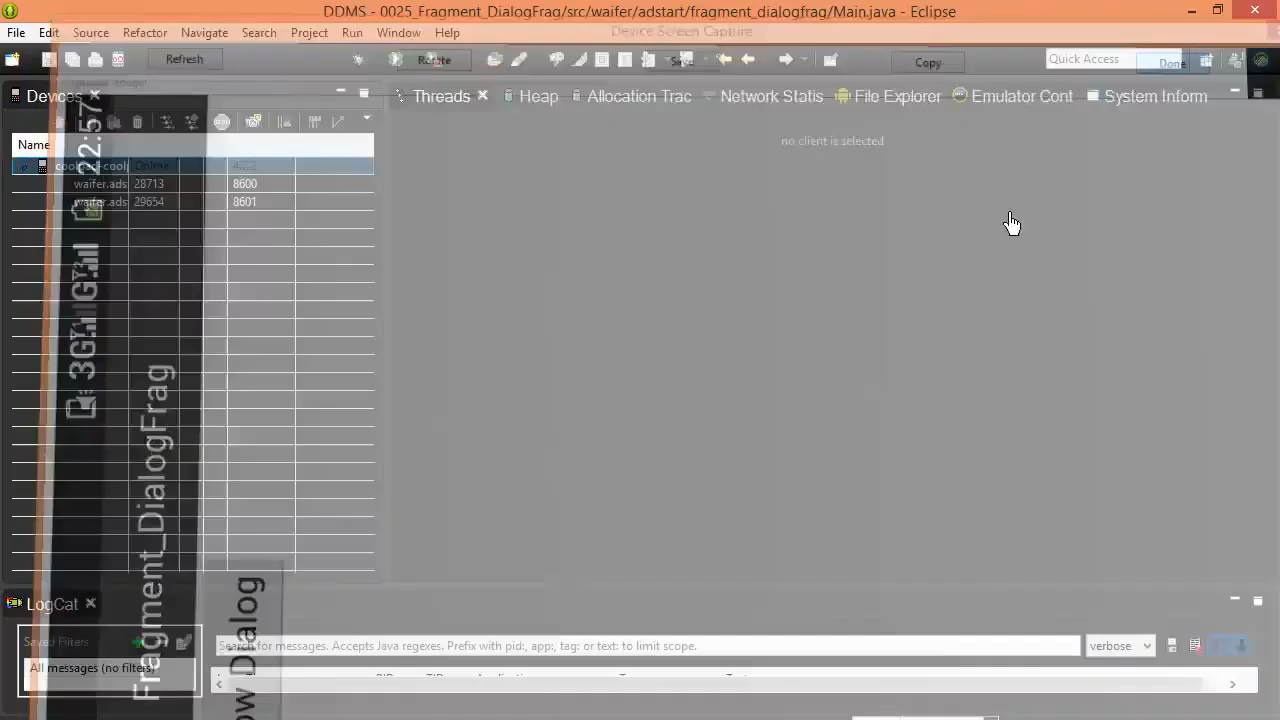 DDMS - 0025_Fragment_DialogFrag/src/waifer/adstart/fragment_dialogfrag/Main.java - Eclipse
File Edit Source Refactor Navigate Search Project Run Window Help
Device Screen Capture
Refresh Rotate Save Copy Quick Access Done
Devices
Threads Heap Allocation Trac Network Statis File Explorer Emulator Cont System Inform
no client is selected
Name
coolpad-cool Online
waifer.ads 28713 8600
waifer.ads 29654 8601
22:57
3G G
Fragment_DialogFrag
ow Dialog
LogCat
Saved Filters
All messages (no filters)
Search for messages. Accepts Java regexes. Prefix with pid:, app:, tag: or text: to limit scope.
verbose